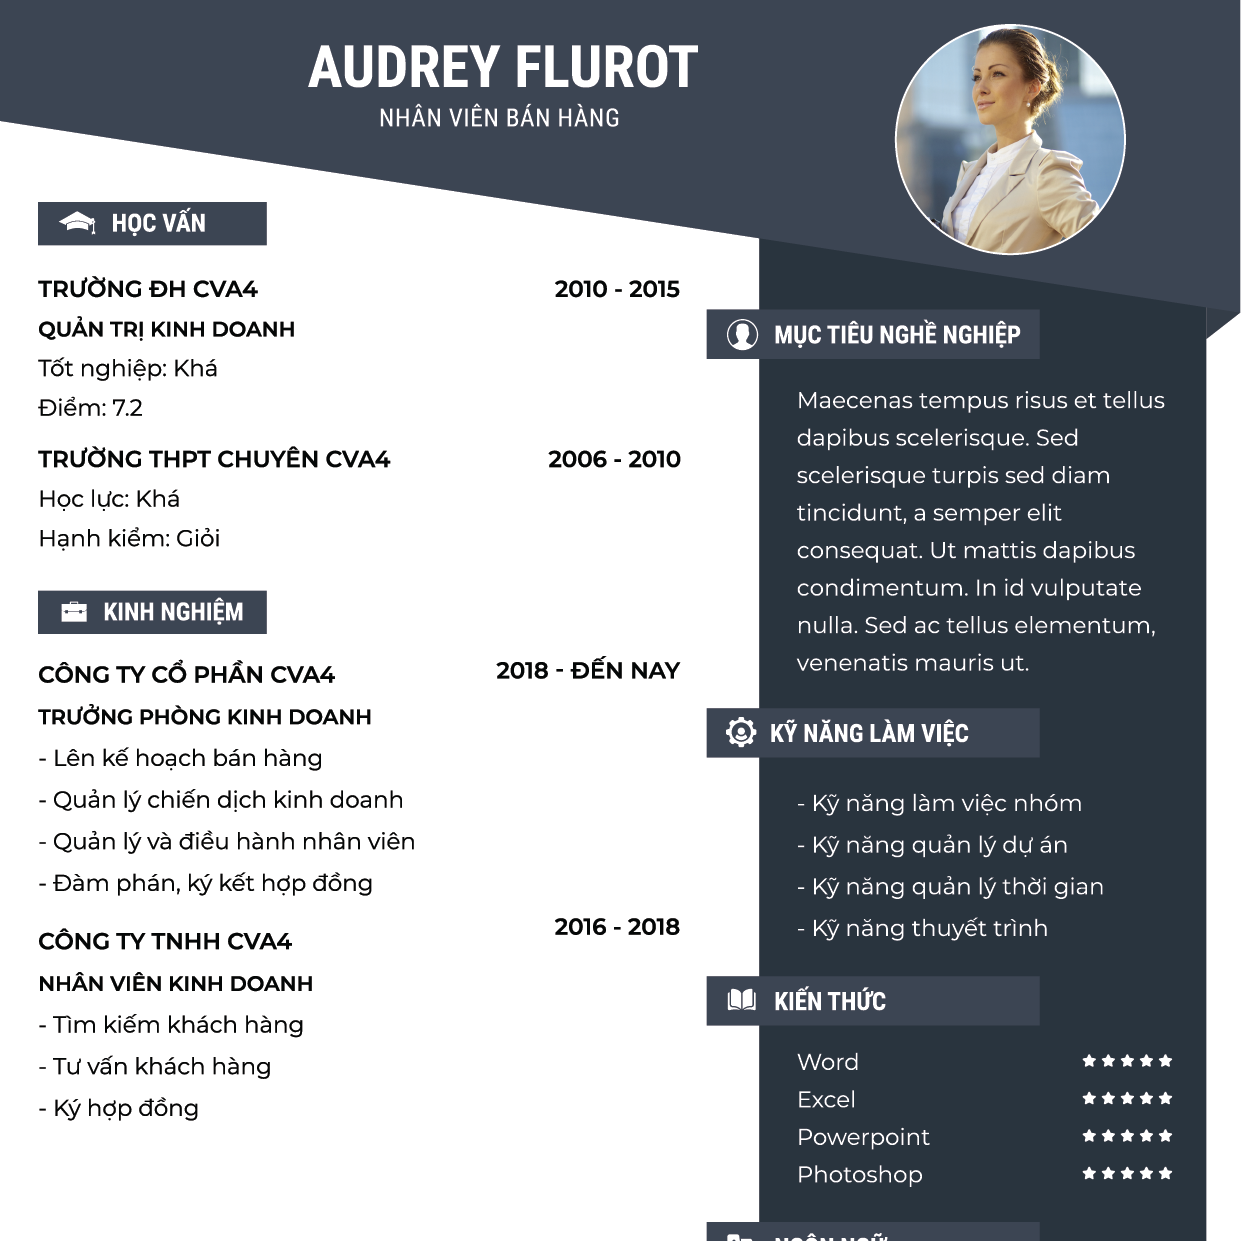 AUDREY FLUROT
NHÂN VIÊN BÁN HÀNG
HỌC VẤN
TRƯỜNG ĐH CVA4
2010 - 2015
QUẢN TRỊ KINH DOANH
Tốt nghiệp: Khá
Điểm: 7.2
TRƯỜNG THPT CHUYÊN CVA4
2006 - 2010
Học lực: Khá
Hạnh kiểm: Giỏi
KINH NGHIỆM
CÔNG TY CỔ PHẦN CVA4
2018 - ĐẾN NAY
TRƯỞNG PHÒNG KINH DOANH
- Lên kế hoạch bán hàng
- Quản lý chiến dịch kinh doanh
- Quản lý và điều hành nhân viên
- Đàm phán, ký kết hợp đồng
CÔNG TY TNHH CVA4
2016 - 2018
NHÂN VIÊN KINH DOANH
- Tìm kiếm khách hàng
- Tư vấn khách hàng
- Ký hợp đồng
MỤC TIÊU NGHỀ NGHIỆP
Maecenas tempus risus et tellus
dapibus scelerisque. Sed
scelerisque turpis sed diam
tincidunt, a semper elit
consequat. Ut mattis dapibus
condimentum. In id vulputate
nulla. Sed ac tellus elementum,
venenatis mauris ut.
KỸ NĂNG LÀM VIỆC
- Kỹ năng làm việc nhóm
- Kỹ năng quản lý dự án
- Kỹ năng quản lý thời gian
- Kỹ năng thuyết trình
KIẾN THỨC
Word
Excel
Powerpoint
Photoshop
NGÔN NGỮ